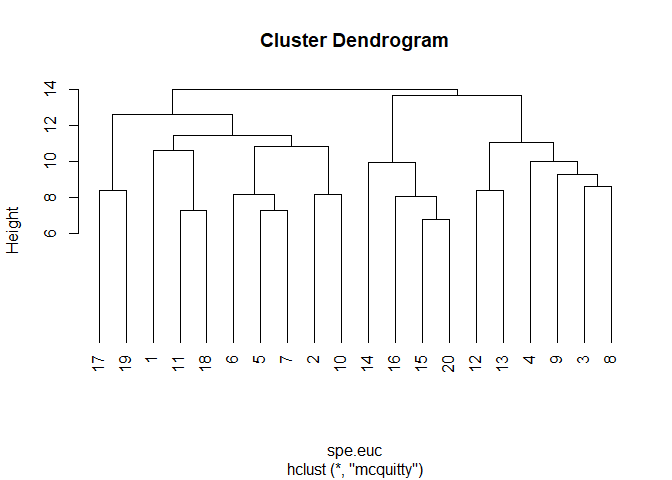 Cluster Dendrogram
Height
14
12
10
8
6
17 19 1 11 18 6 5 7 2 10 14 16 15 20 12 13 4 9 3 8
spe.euc
hclust (*, "mcquitty")